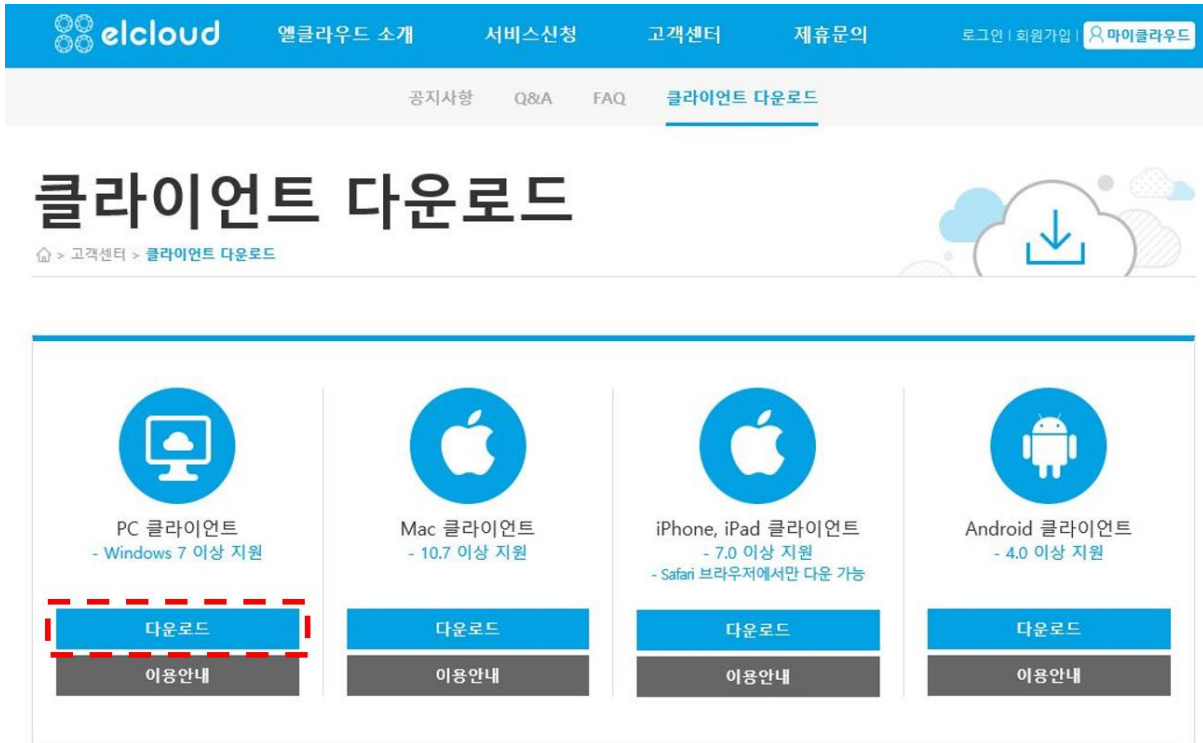 elcloud 엘클라우드 소개 서비스신청 고객센터 제휴문의 로그인 | 회원가입 | 마이클라우드
공지사항 Q&A FAQ 클라이언트 다운로드
클라이언트 다운로드
> 고객센터 > 클라이언트 다운로드
PC 클라이언트
- Windows 7 이상 지원
다운로드
이용안내
Mac 클라이언트
- 10.7 이상 지원
다운로드
이용안내
iPhone, iPad 클라이언트
- 7.0 이상 지원
- Safari 브라우저에서만 다운 가능
다운로드
이용안내
Android 클라이언트
- 4.0 이상 지원
다운로드
이용안내